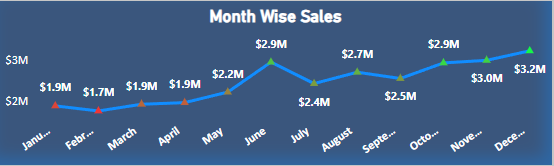 Month Wise Sales
$3M
$2M
$1.9M
$1.7M
$1.9M
$1.9M
$2.2M
$2.9M
$2.4M
$2.7M
$2.5M
$2.9M
$3.0M
$3.2M
Janu...
Febr...
March
April
May
June
July
August
Septe...
Octo...
Nove...
Dece...